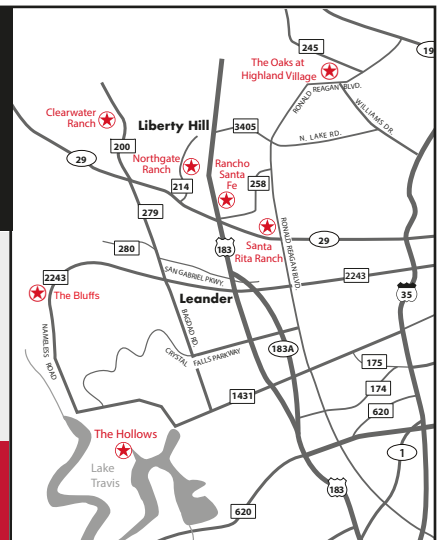 245
19
The Oaks at
Highland Village
RONALD REAGAN BLVD.
WILLIAMS DR.
Clearwater
Ranch
Liberty Hill
3405
N. LAKE RD.
200
29
Northgate
Ranch
Rancho
Santa
Fe
214
258
279
183
Santa
Rita Ranch
29
RONALD REAGAN BLVD.
280
SAN GABRIEL PKWY.
2243
2243
The Bluffs
Leander
35
NAMELESS ROAD
BAGDAD RD.
CRYSTAL FALLS PARKWAY
183A
175
174
1431
620
The Hollows
1
Lake
Travis
183
620